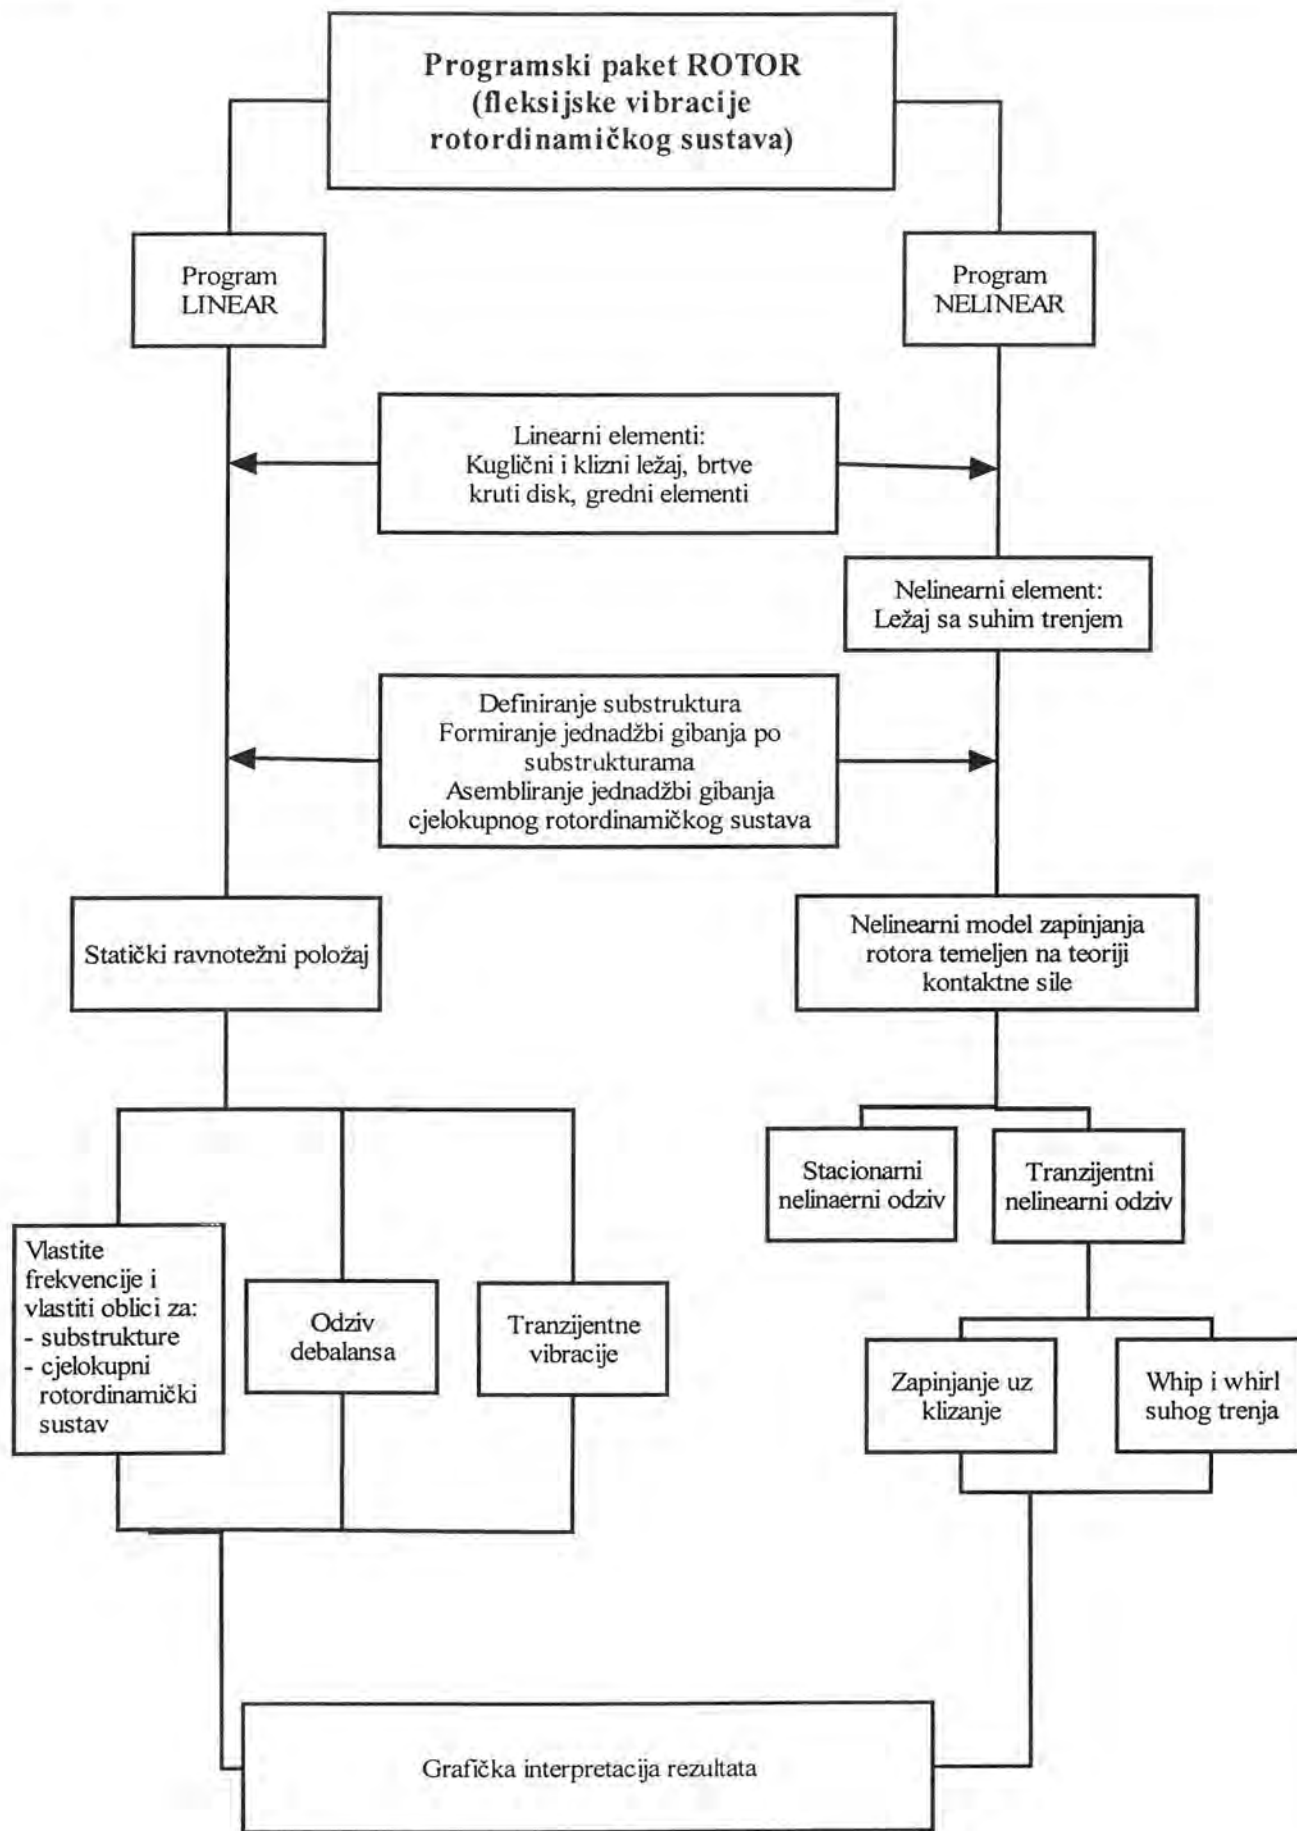 Programski paket ROTOR
(fleksijske vibracije
rotordinamičkog sustava)
Program
LINEAR
Program
NELINEAR
Linearni elementi:
Kuglični i klizni ležaj, brtve
kruti disk, gredni elementi
Nelinearni element:
Ležaj sa suhim trenjem
Definiranje substruktura
Formiranje jednadžbi gibanja po
substrukturama
Asembliranje jednadžbi gibanja
cjelokupnog rotordinamičkog sustava
Statički ravnotežni položaj
Nelinearni model zapinjanja
rotora temeljen na teoriji
kontaktne sile
Stacionarni
nelinaerni odziv
Tranzijentni
nelinearni odziv
Vlastite
frekvencije i
vlastiti oblici za:
- substrukture
- cjelokupni
rotordinamički
sustav
Odziv
debalansa
Tranzijentne
vibracije
Zapinjanje uz
klizanje
Whip i whirl
suhog trenja
Grafička interpretacija rezultata